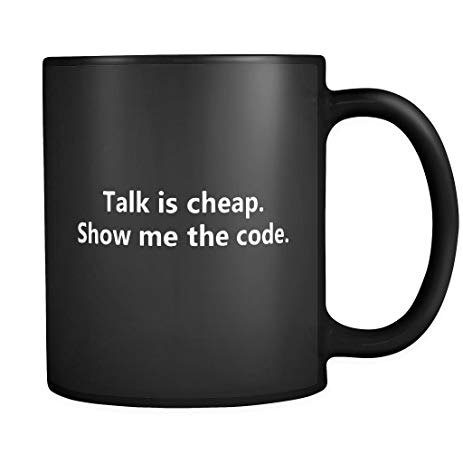 Talk is cheap.
Show me the code.